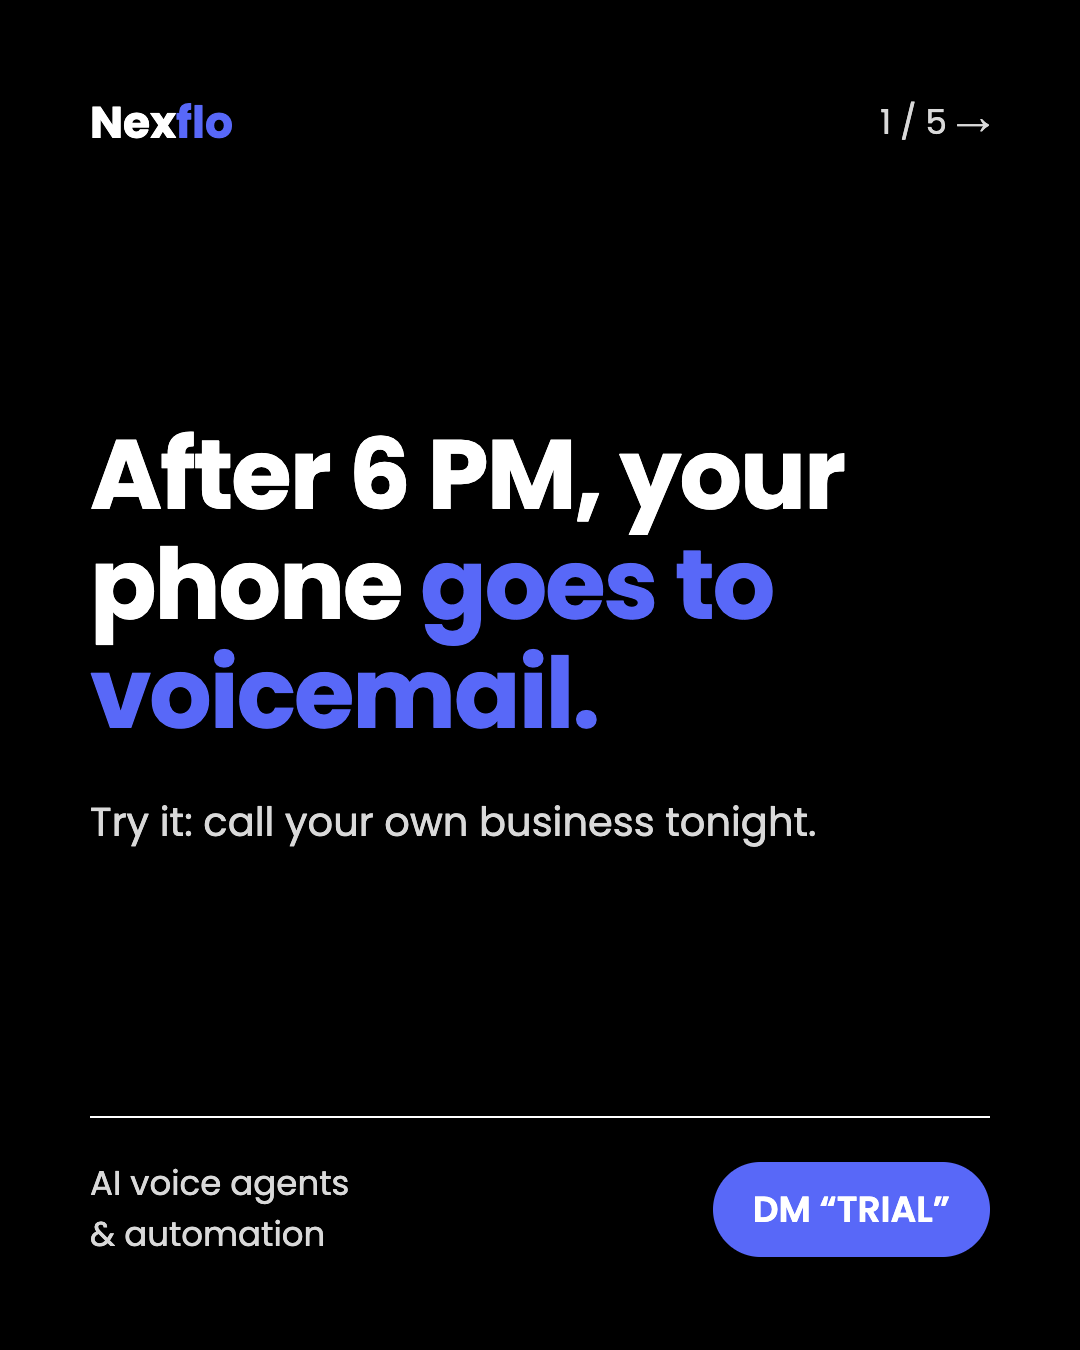 Nexflo
1 / 5 →
After 6 PM, your
phone goes to
voicemail.
Try it: call your own business tonight.
AI voice agents
& automation
DM “TRIAL”